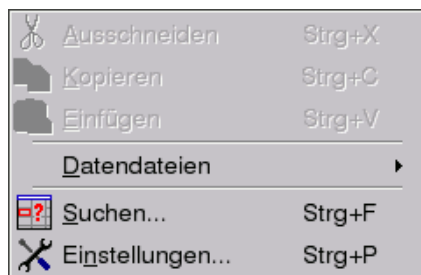 Ausschneiden Strg+X
Kopieren Strg+C
Einfügen Strg+V
Datendateien
Suchen... Strg+F
Einstellungen... Strg+P